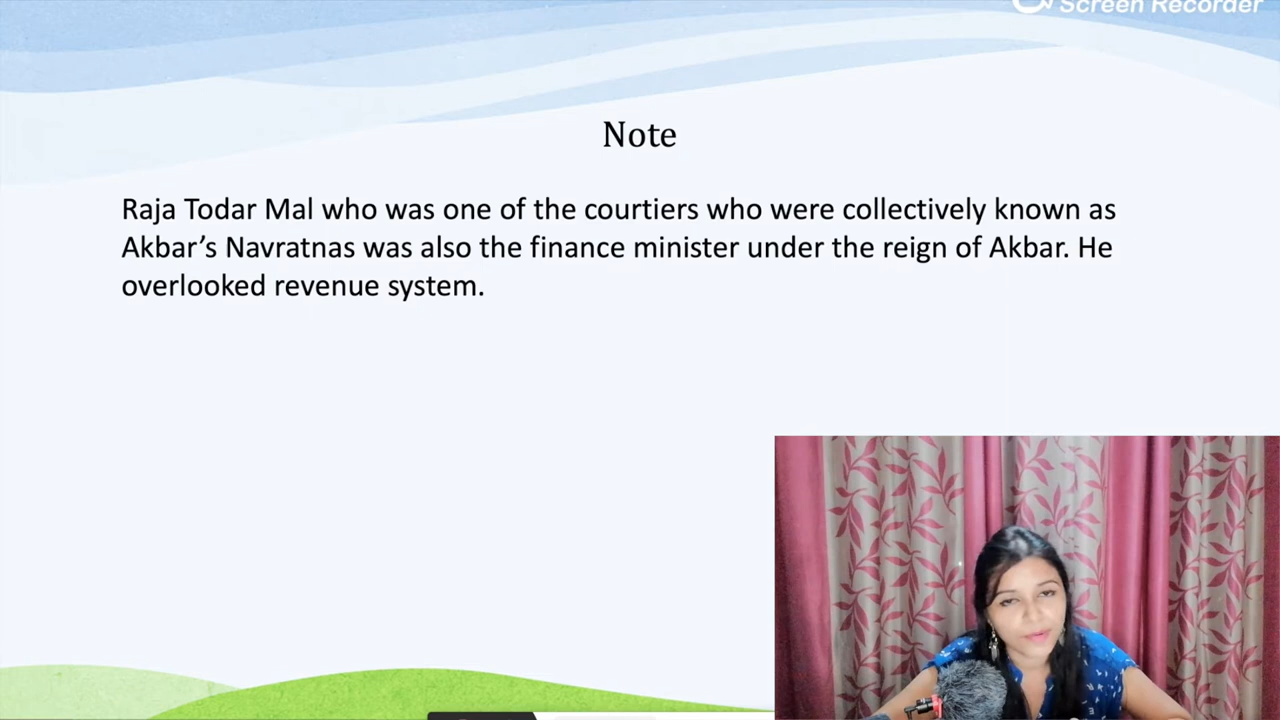 Screen Recorder
Note
Raja Todar Mal who was one of the courtiers who were collectively known as
Akbar’s Navratnas was also the finance minister under the reign of Akbar. He
overlooked revenue system.